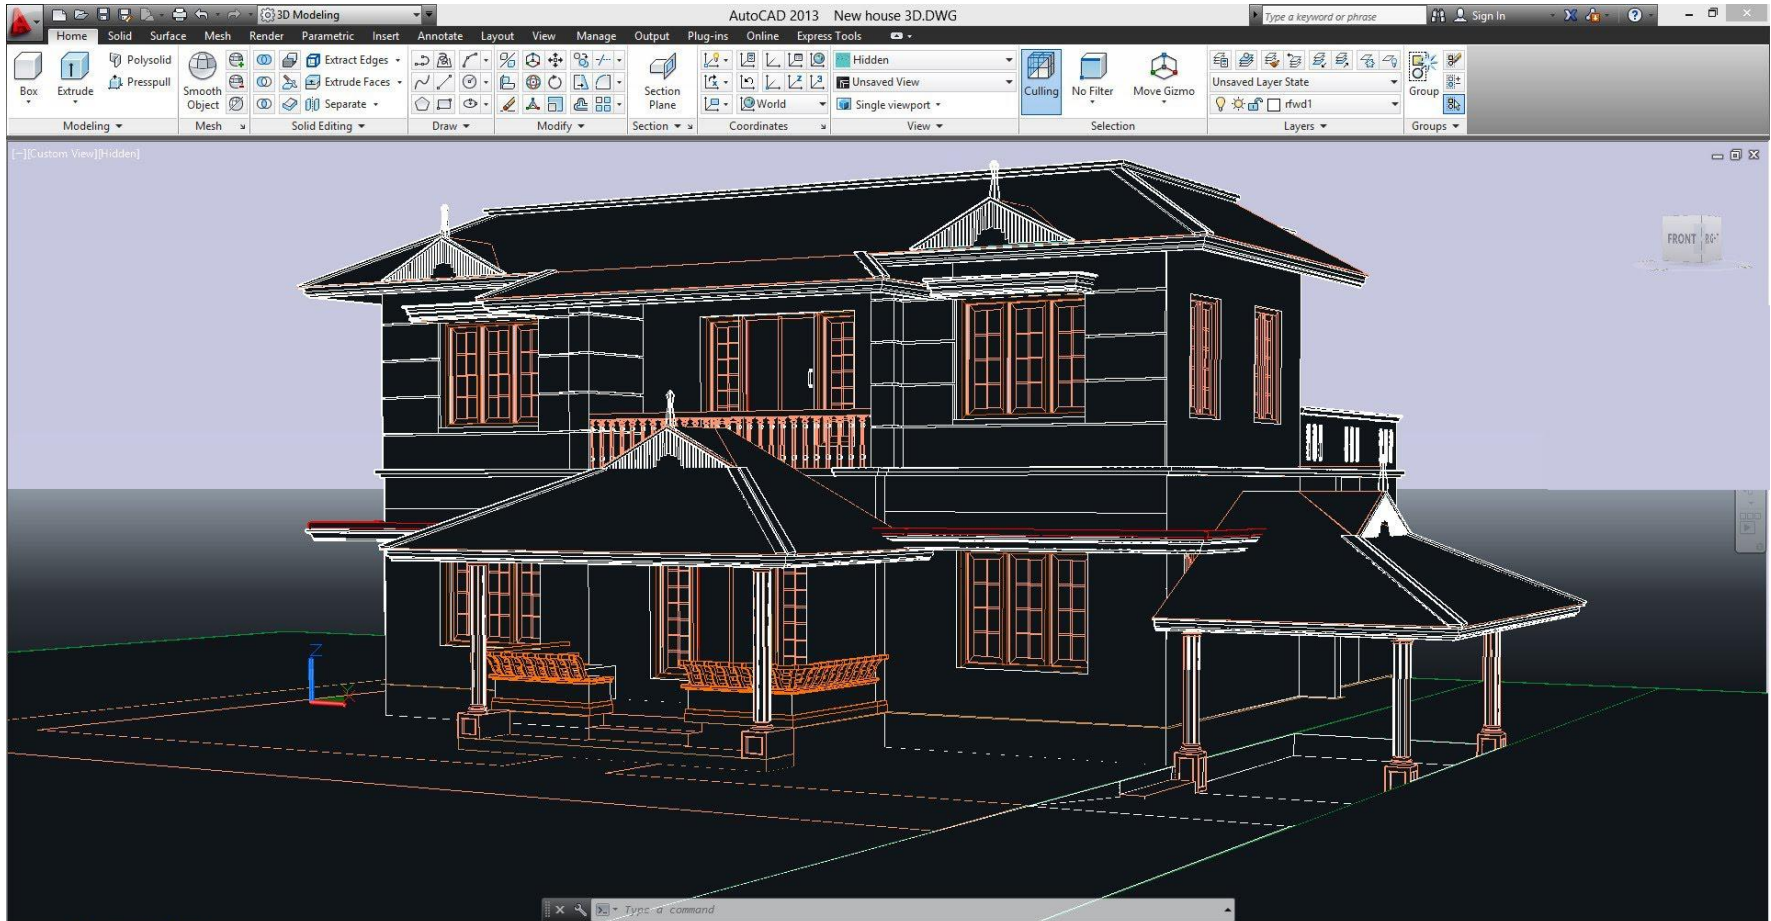 3D Modeling
AutoCAD 2013 New house 3D.DWG
Type a keyword or phrase
Sign In
Home Solid Surface Mesh Render Parametric Insert Annotate Layout View Manage Output Plug-ins Online Express Tools
Box
Extrude
Polysolid
Presspull
Modeling
Smooth
Object
Mesh
Extract Edges
Extrude Faces
Separate
Solid Editing
Draw
Modify
Section
Plane
Section
World
Coordinates
Hidden
Unsaved View
Single viewport
View
Culling
No Filter
Move Gizmo
Selection
Unsaved Layer State
rfwd1
Layers
Group
Groups
[−][Custom View][Hidden]
FRONT
Z
Type a command